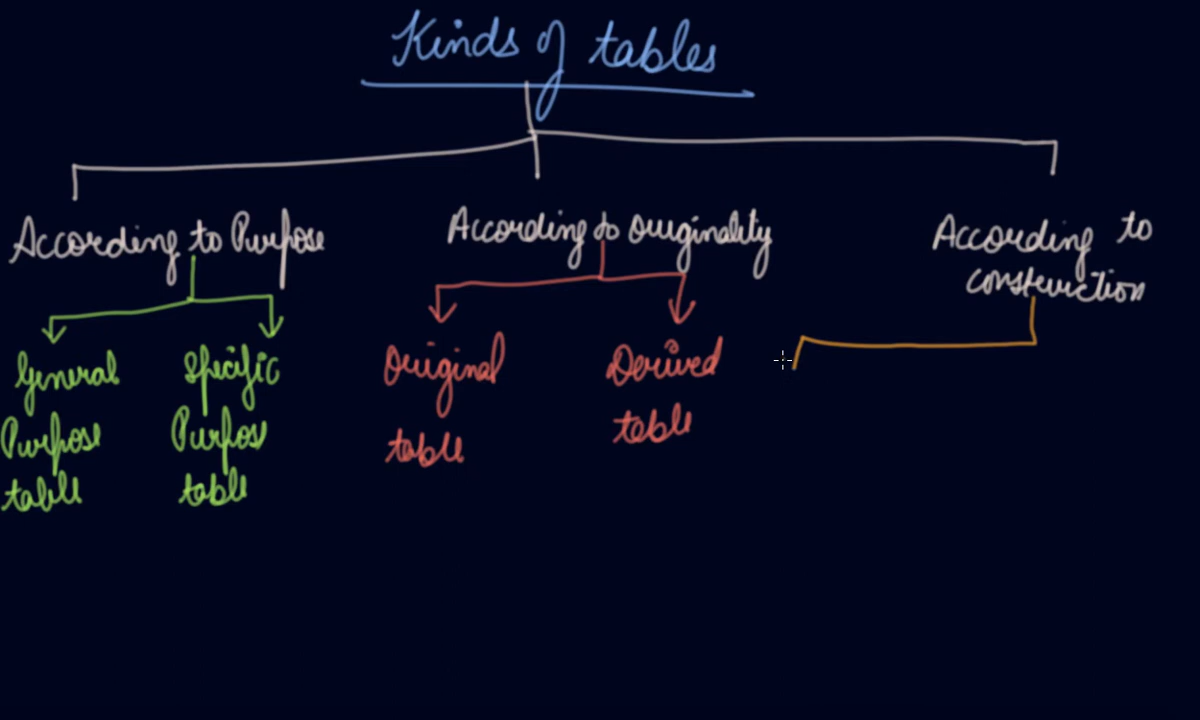 Kinds of tables
According to Purpose
According to Originality
According to
construction
General
Purpose
table
Specific
Purpose
table
Original
table
Derived
table